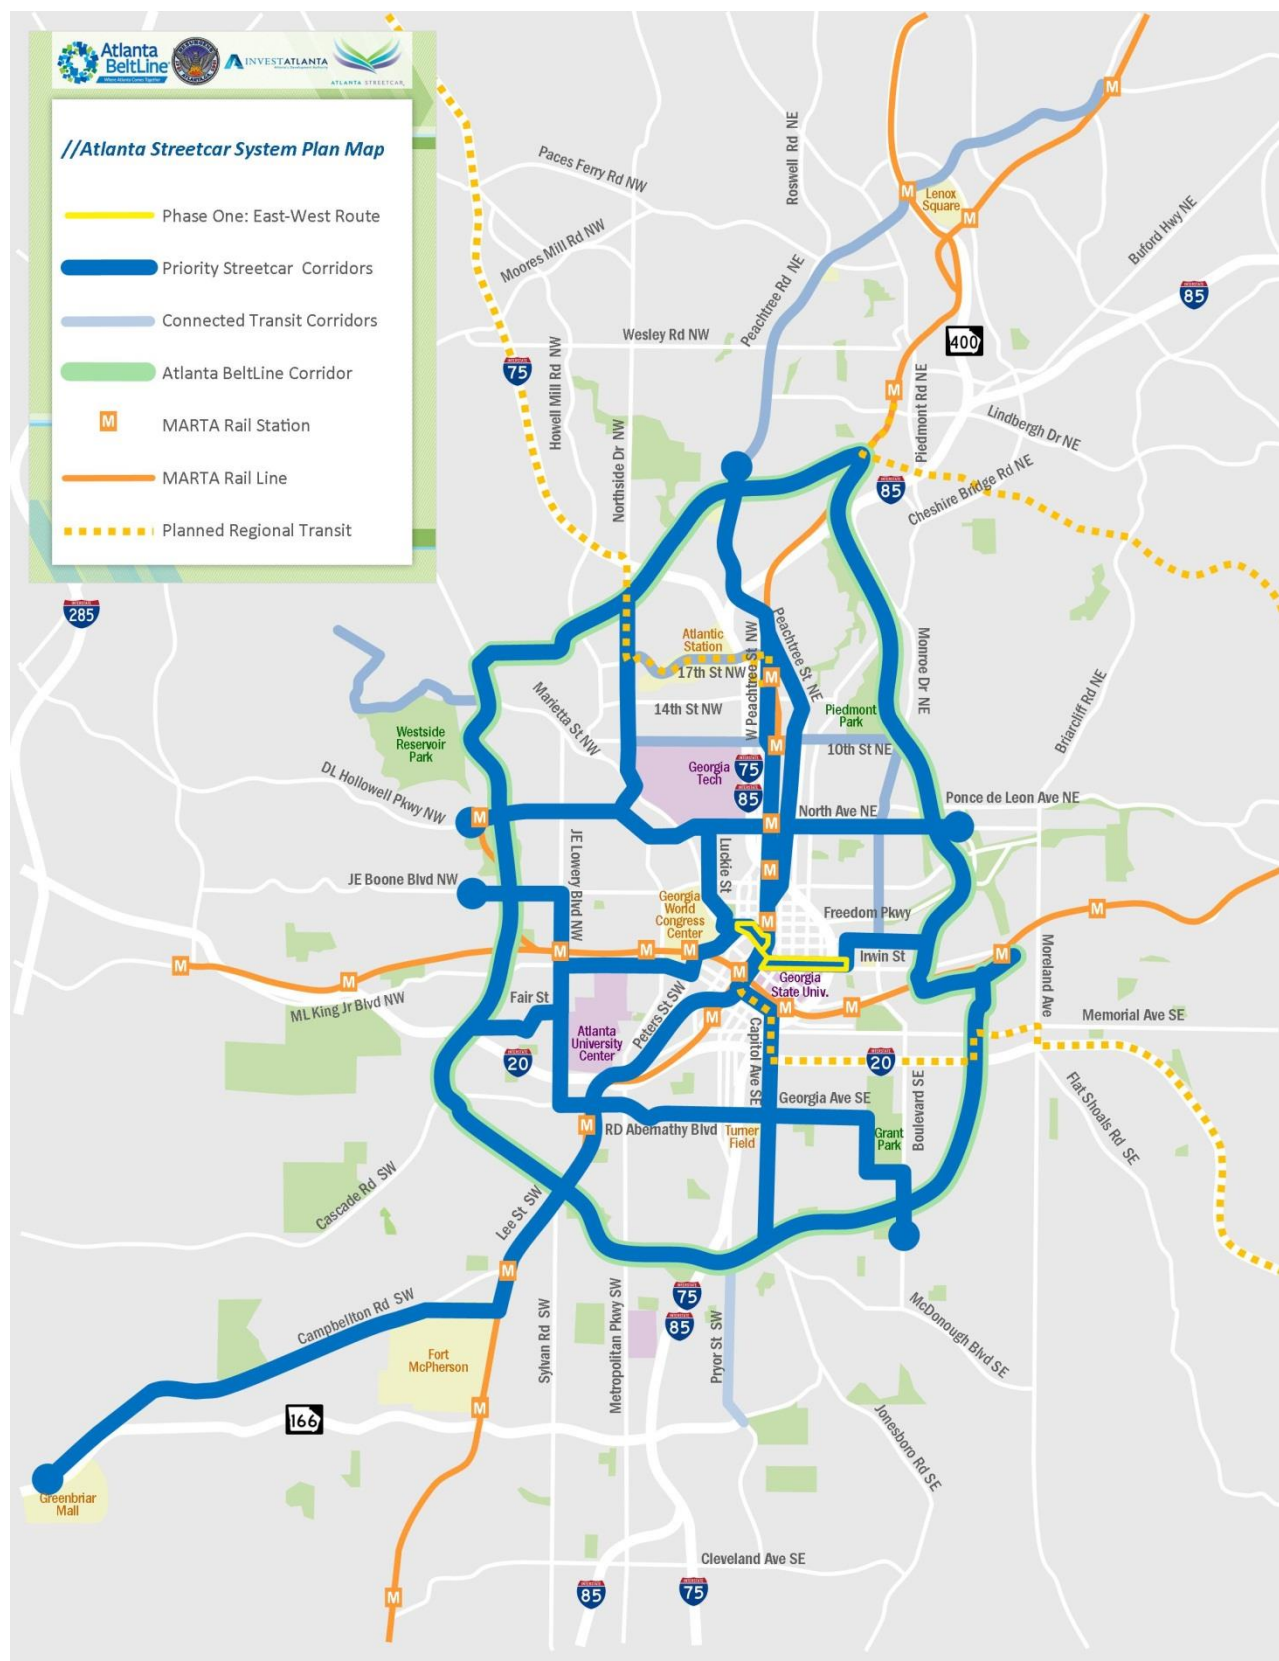 Atlanta
BeltLine
Where Atlanta Comes Together
INVESTATLANTA
ATLANTA STREETCAR
//Atlanta Streetcar System Plan Map
Phase One: East-West Route
Priority Streetcar Corridors
Connected Transit Corridors
Atlanta BeltLine Corridor
M
MARTA Rail Station
MARTA Rail Line
Planned Regional Transit
M
Roswell Rd NE
Paces Ferry Rd NW
M
Lenox
Square
M
Moores Mill Rd NW
Buford Hwy NE
85
Peachtree Rd NE
Wesley Rd NW
400
75
Howell Mill Rd NW
M
Piedmont Rd NE
Lindbergh Dr NE
Northside Dr NW
85
Cheshire Bridge Rd NE
285
Atlantic
Station
17th St NW
W Peachtree St NW
Peachtree St NE
Monroe Dr NE
M
Briarcliff Rd NE
14th St NW
Marietta St NW
Piedmont
Park
Westside
Reservoir
Park
M
10th St NE
Georgia
Tech
75
85
DL Hollowell Pkwy NW
M
Ponce de Leon Ave NE
North Ave NE
M
JE Lowery Blvd NW
Luckie St
M
JE Boone Blvd NW
Georgia
World
Congress
Center
Freedom Pkwy
M
M
M
M
M
M
Irwin St
M
Moreland Ave
M
M
M
Georgia
State Univ.
Fair St
ML King Jr Blvd NW
Peters St SW
M
M
M
Memorial Ave SE
Atlanta
University
Center
Capitol Ave SE
20
20
Boulevard SE
Flat Shoals Rd SE
Georgia Ave SE
M
RD Abernathy Blvd
Turner
Field
Grant
Park
Cascade Rd SW
Lee St SW
M
75
85
Campbellton Rd SW
Sylvan Rd SW
Metropolitan Pkwy SW
Pryor St SW
McDonough Blvd SE
Fort
McPherson
M
166
Jonesboro Rd SE
Greenbriar
Mall
Cleveland Ave SE
M
85
75